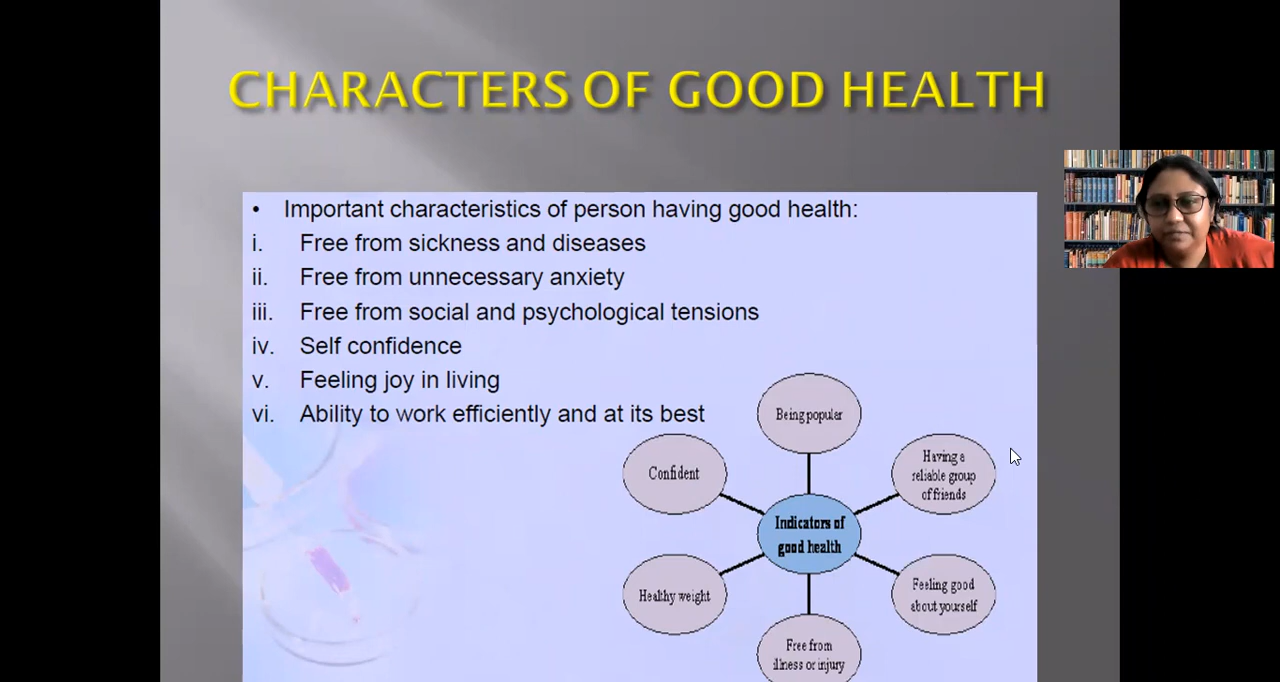 CHARACTERS OF GOOD HEALTH
• Important characteristics of person having good health:
i. Free from sickness and diseases
ii. Free from unnecessary anxiety
iii. Free from social and psychological tensions
iv. Self confidence
v. Feeling joy in living
vi. Ability to work efficiently and at its best
Being popular
Confident
Having a
reliable group
of friends
Indicators of
good health
Healthy weight
Feeling good
about yourself
Free from
illness or injury